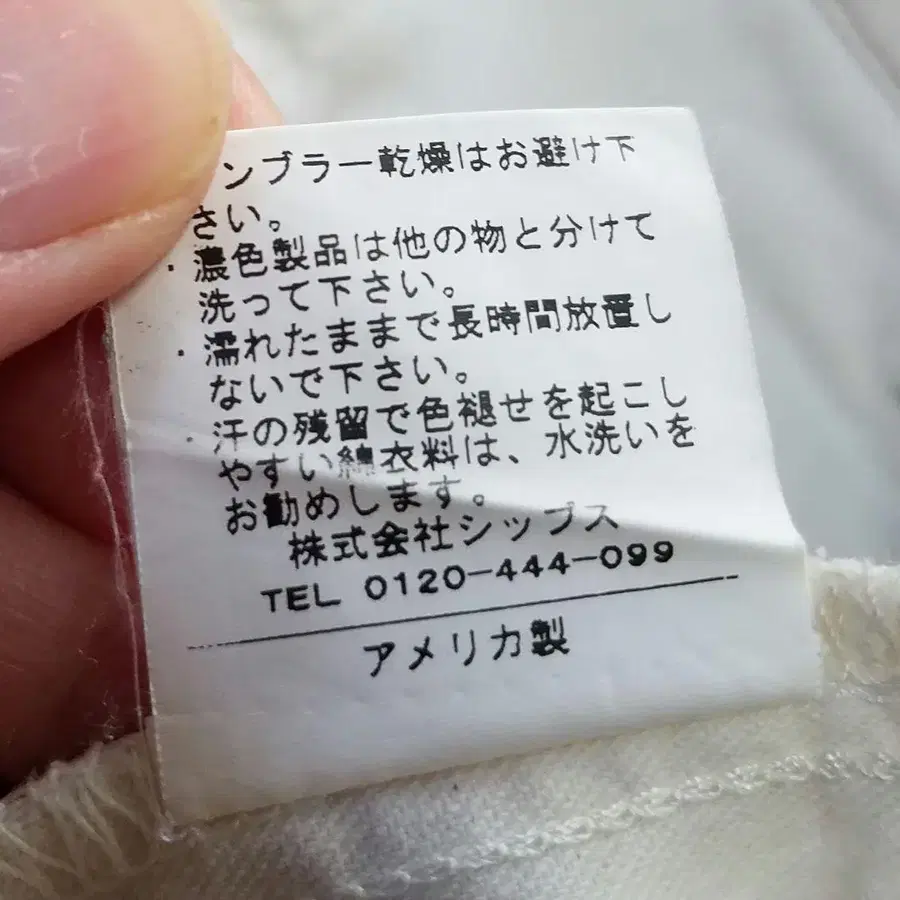 ンブラー乾燥はお避け下
さい。
・濃色製品は他の物と分けて
洗って下さい。
・濡れたままで長時間放置し
ないで下さい。
・汗の残留で色褪せを起こし
やすい綿衣料は、水洗いを
お勧めします。
株式会社シップス
TEL 0120-444-099
アメリカ製